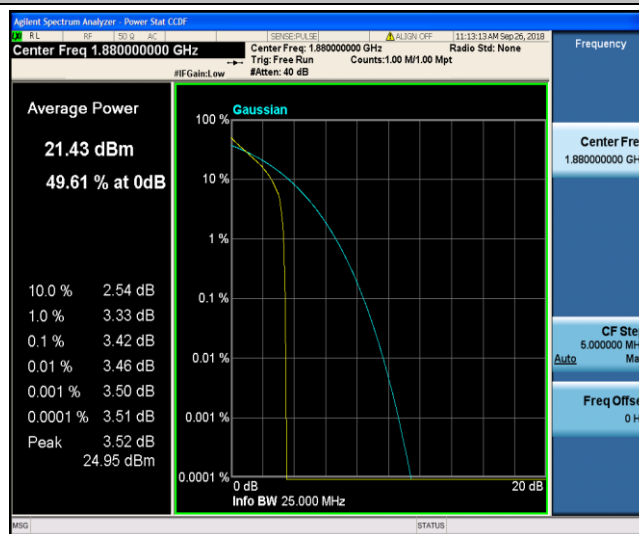 Agilent Spectrum Analyzer - Power Stat CCDF
RL RF 50 Ω AC SENSE:PULSE ALIGN OFF 11:13:13 AM Sep 26, 2018
Center Freq 1.880000000 GHz
Center Freq: 1.880000000 GHz Radio Std: None
Trig: Free Run Counts:1.00 M/1.00 Mpt
#IFGain:Low #Atten: 40 dB
Frequency
Average Power
21.43 dBm
49.61 % at 0dB
10.0 % 2.54 dB
1.0 % 3.33 dB
0.1 % 3.42 dB
0.01 % 3.46 dB
0.001 % 3.50 dB
0.0001 % 3.51 dB
Peak 3.52 dB
24.95 dBm
Gaussian
100 %
10 %
1 %
0.1 %
0.01 %
0.001 %
0.0001 %
0 dB 20 dB
Info BW 25.000 MHz
Center Fre
1.880000000 GH
CF Ste
5.000000 MH
Auto Ma
Freq Offse
0 H
MSG STATUS